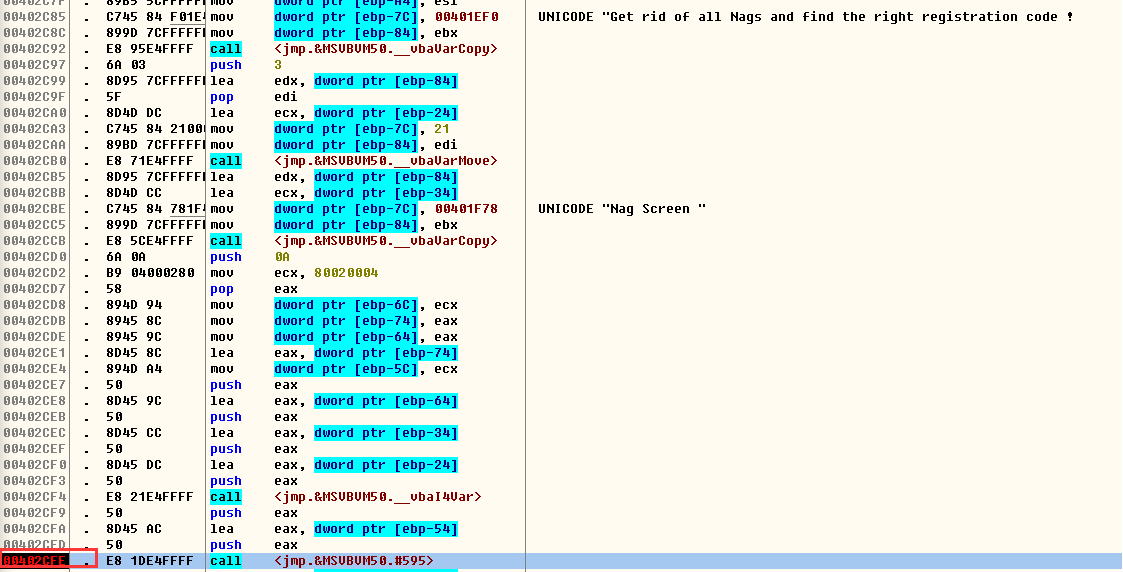 00402C85 . C745 84 F01E4 mov dword ptr [ebp-7C], 00401EF0 UNICODE "Get rid of all Nags and find the right registration code !
00402C8C . 899D 7CFFFFFF mov dword ptr [ebp-84], ebx
00402C92 . E8 95E4FFFF call <jmp.&MSVBVM50.__vbaVarCopy>
00402C97 . 6A 03 push 3
00402C99 . 8D95 7CFFFFFF lea edx, dword ptr [ebp-84]
00402C9F . 5F pop edi
00402CA0 . 8D4D DC lea ecx, dword ptr [ebp-24]
00402CA3 . C745 84 2100 mov dword ptr [ebp-7C], 21
00402CAA . 89BD 7CFFFFFF mov dword ptr [ebp-84], edi
00402CB0 . E8 71E4FFFF call <jmp.&MSVBVM50.__vbaVarMove>
00402CB5 . 8D95 7CFFFFFF lea edx, dword ptr [ebp-84]
00402CBB . 8D4D CC lea ecx, dword ptr [ebp-34]
00402CBE . C745 84 781F4 mov dword ptr [ebp-7C], 00401F78 UNICODE "Nag Screen "
00402CC5 . 899D 7CFFFFFF mov dword ptr [ebp-84], ebx
00402CCB . E8 5CE4FFFF call <jmp.&MSVBVM50.__vbaVarCopy>
00402CD0 . 6A 0A push 0A
00402CD2 . B9 04000280 mov ecx, 80020004
00402CD7 . 58 pop eax
00402CD8 . 894D 94 mov dword ptr [ebp-6C], ecx
00402CDB . 8945 8C mov dword ptr [ebp-74], eax
00402CDE . 8945 9C mov dword ptr [ebp-64], eax
00402CE1 . 8D45 8C lea eax, dword ptr [ebp-74]
00402CE4 . 894D A4 mov dword ptr [ebp-5C], ecx
00402CE7 . 50 push eax
00402CE8 . 8D45 9C lea eax, dword ptr [ebp-64]
00402CEB . 50 push eax
00402CEC . 8D45 CC lea eax, dword ptr [ebp-34]
00402CEF . 50 push eax
00402CF0 . 8D45 DC lea eax, dword ptr [ebp-24]
00402CF3 . 50 push eax
00402CF4 . E8 21E4FFFF call <jmp.&MSVBVM50.__vbaI4Var>
00402CF9 . 50 push eax
00402CFA . 8D45 AC lea eax, dword ptr [ebp-54]
00402CFD . 50 push eax
00402CFE . E8 1DE4FFFF call <jmp.&MSVBVM50.#595>